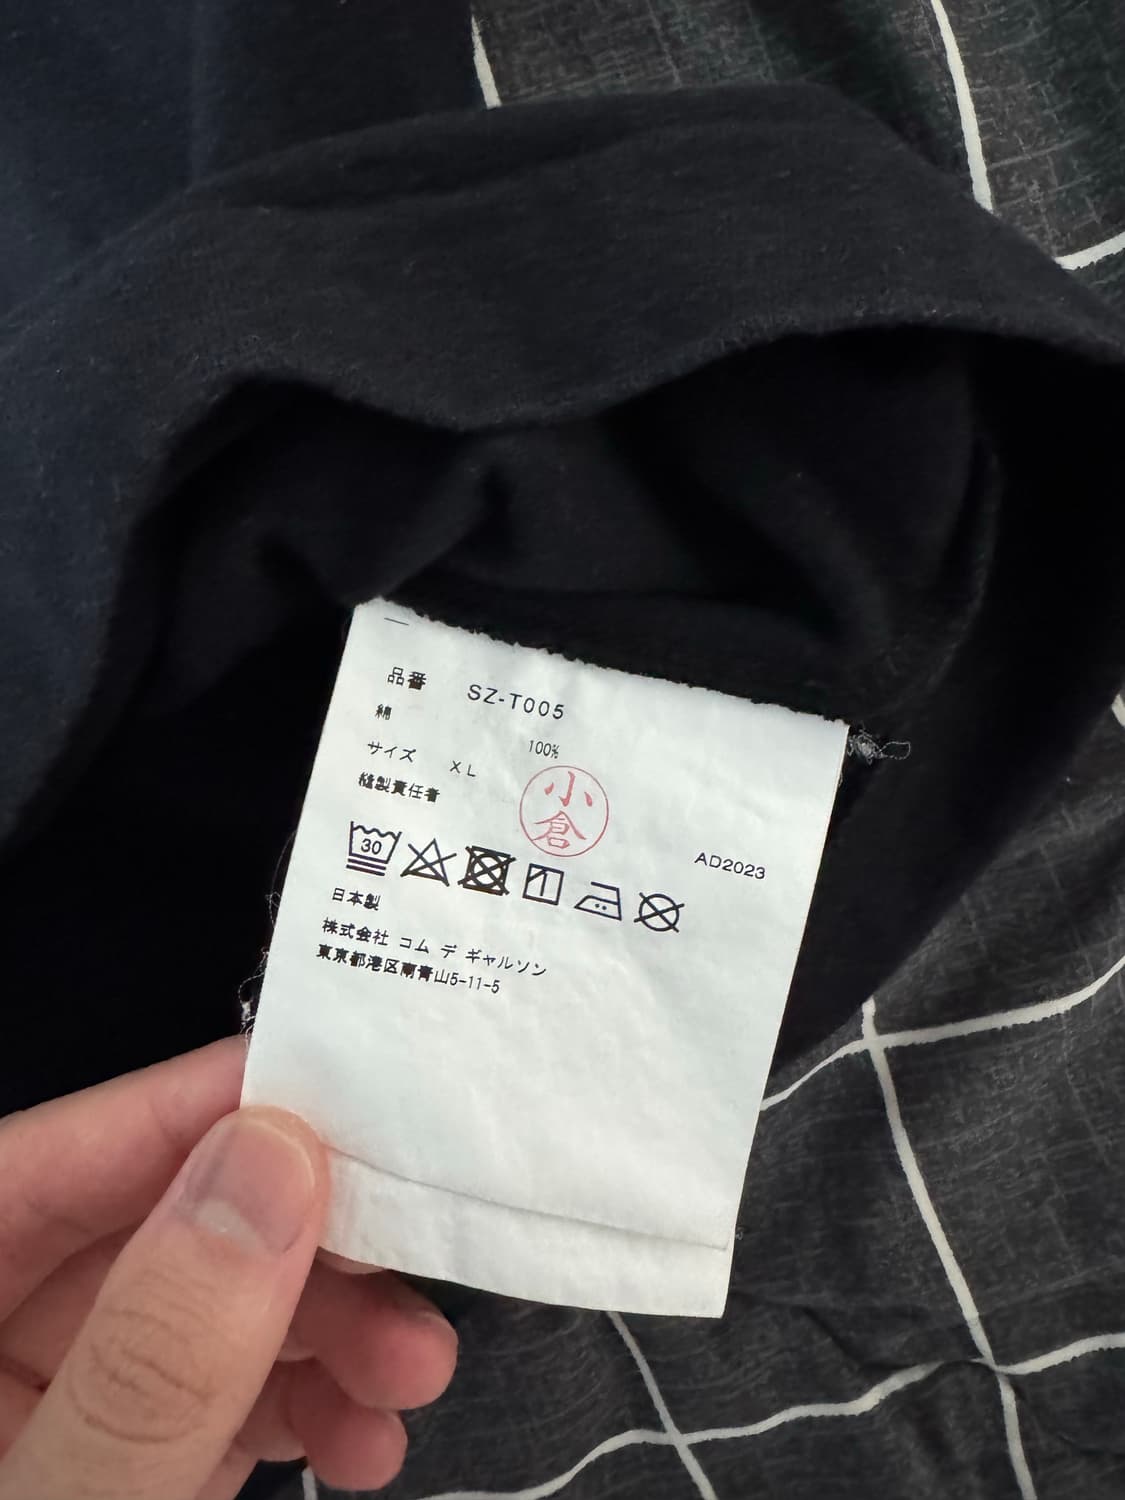 品番 SZ-T005
綿 100%
サイズ XL
縫製責任者 小倉
30
AD2023
日本製
株式会社 コム デ ギャルソン
東京都港区南青山5-11-5